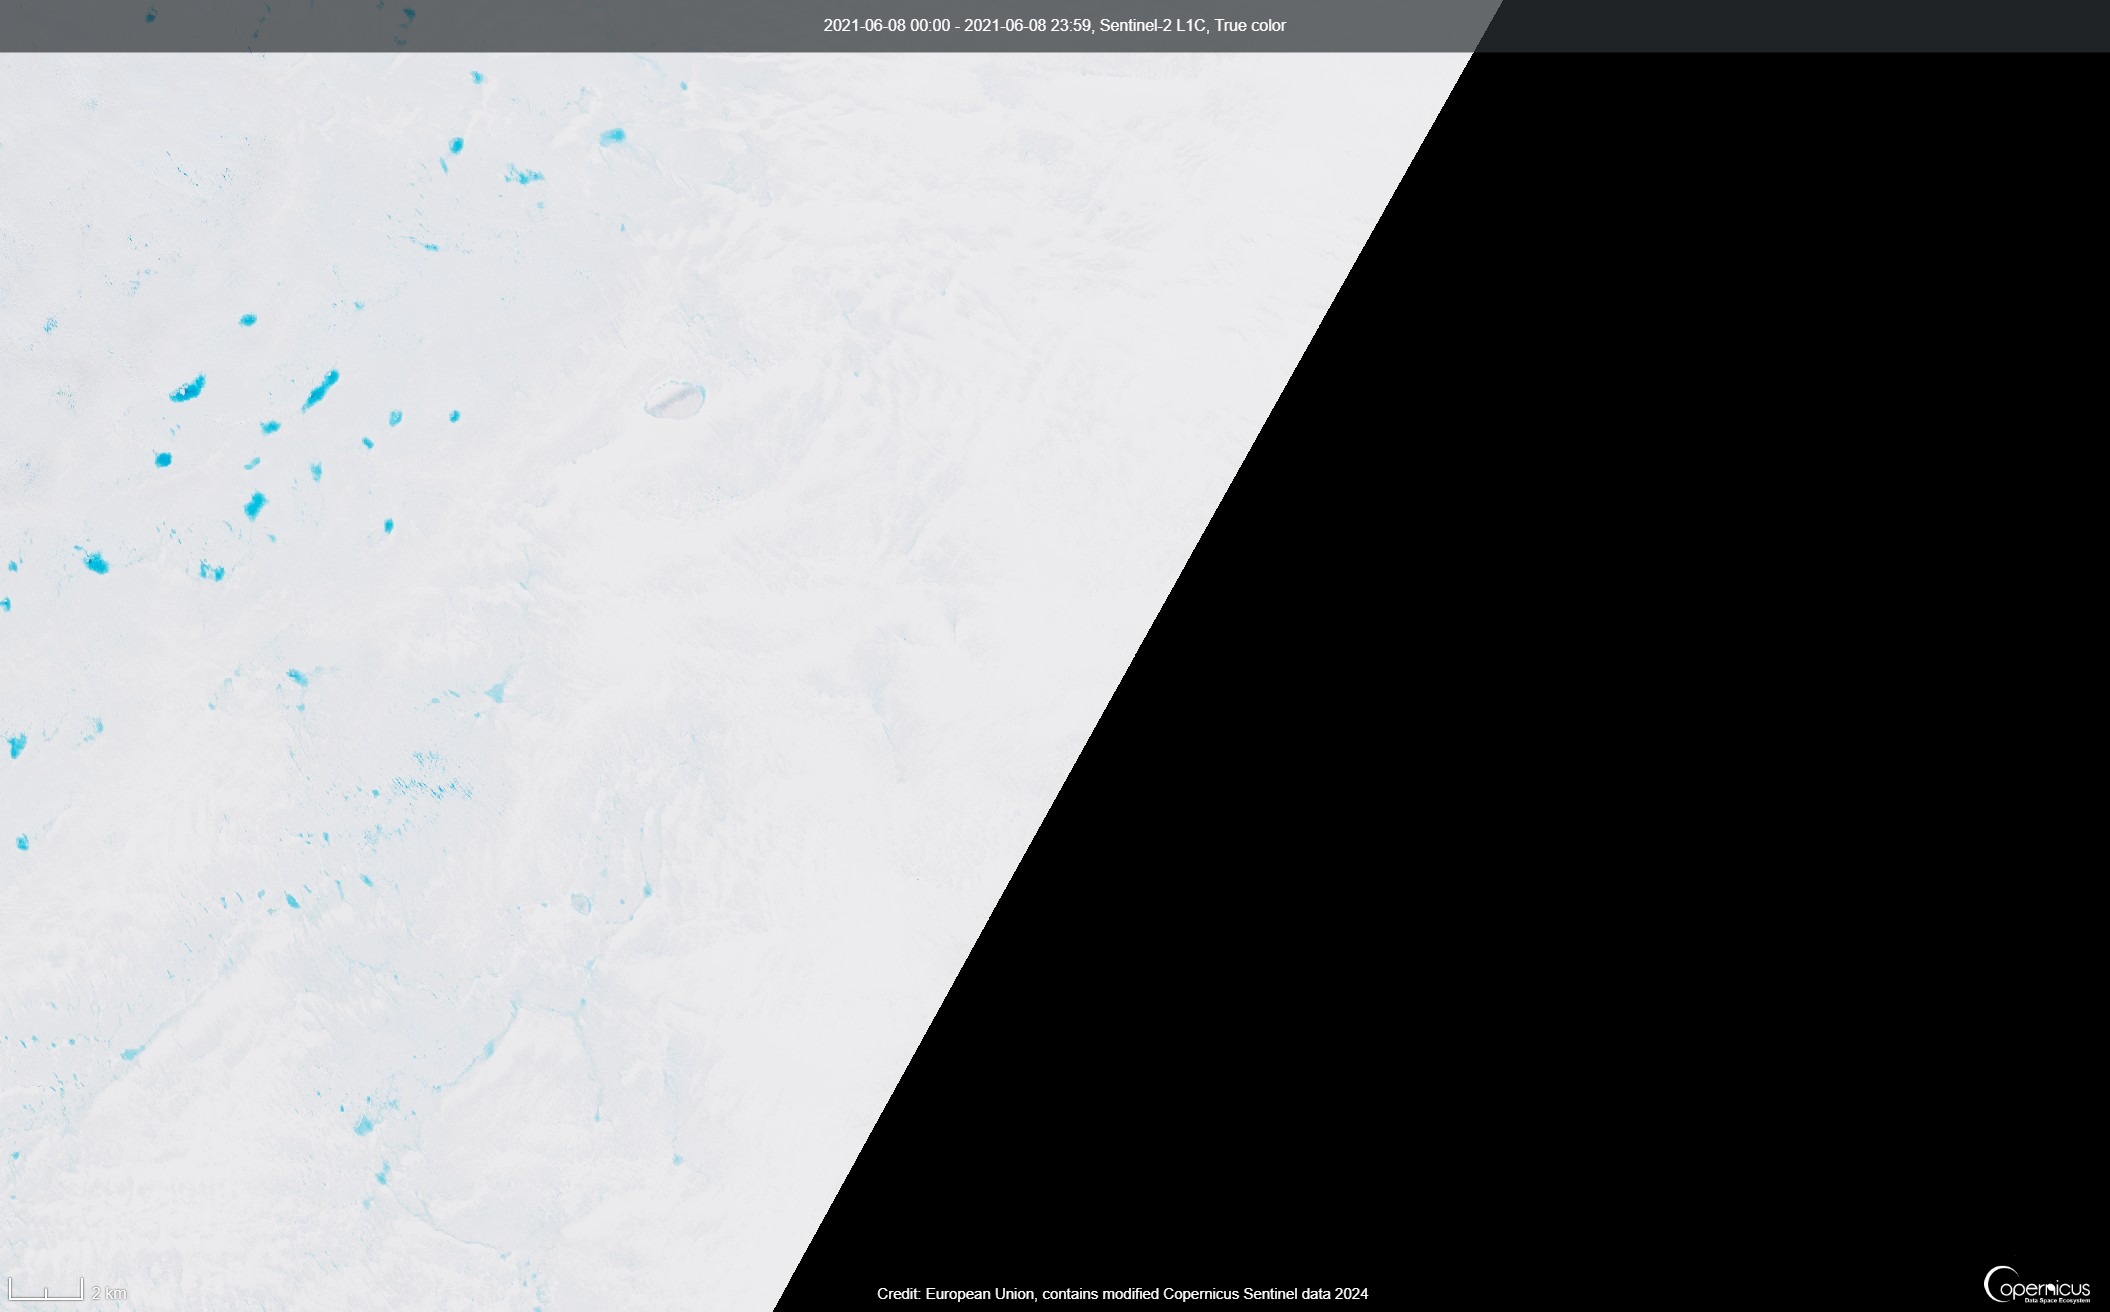 2021-06-08 00:00 - 2021-06-08 23:59, Sentinel-2 L1C, True color
2 km
Credit: European Union, contains modified Copernicus Sentinel data 2024
Copernicus
Data Space Ecosystem